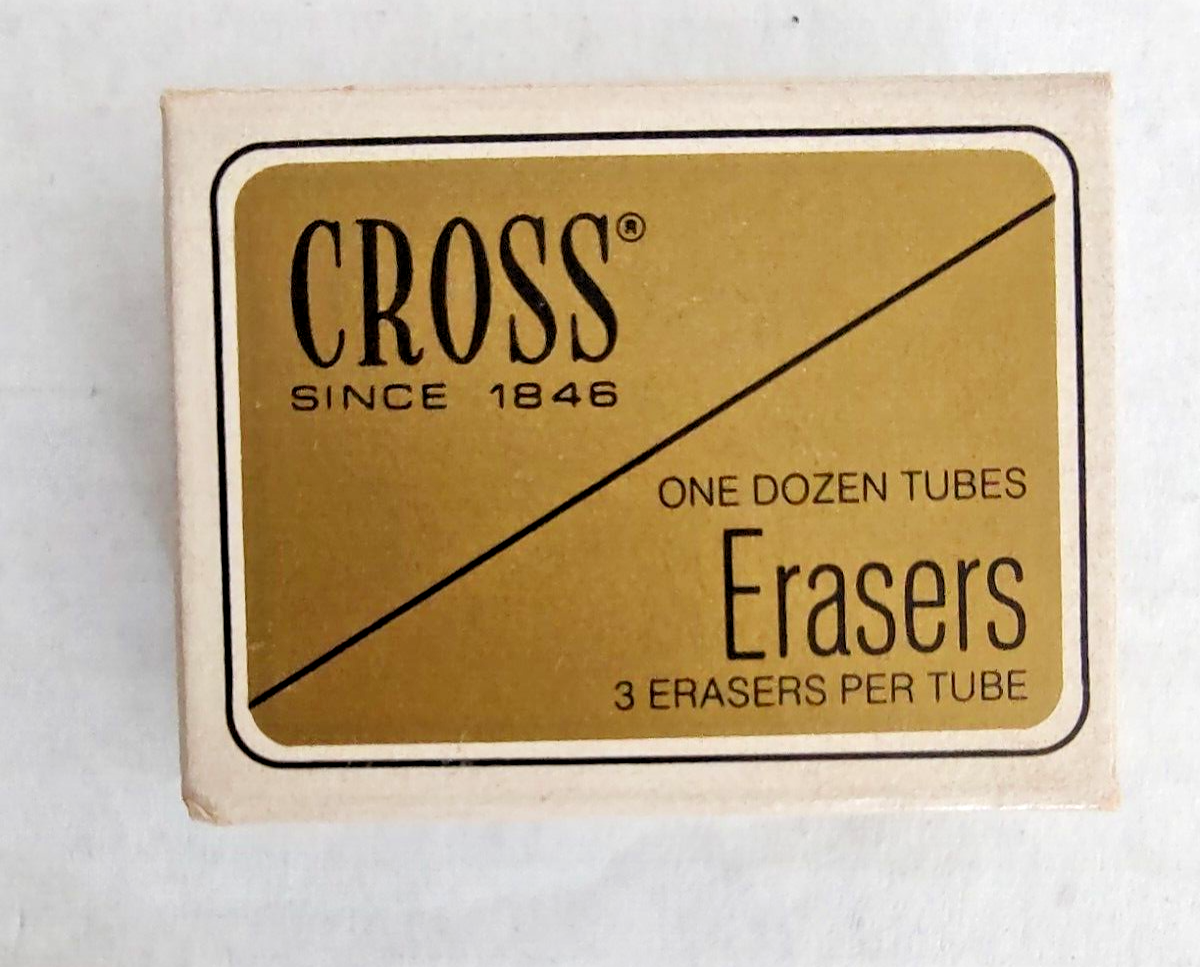 CROSS®
SINCE 1846
ONE DOZEN TUBES
Erasers
3 ERASERS PER TUBE